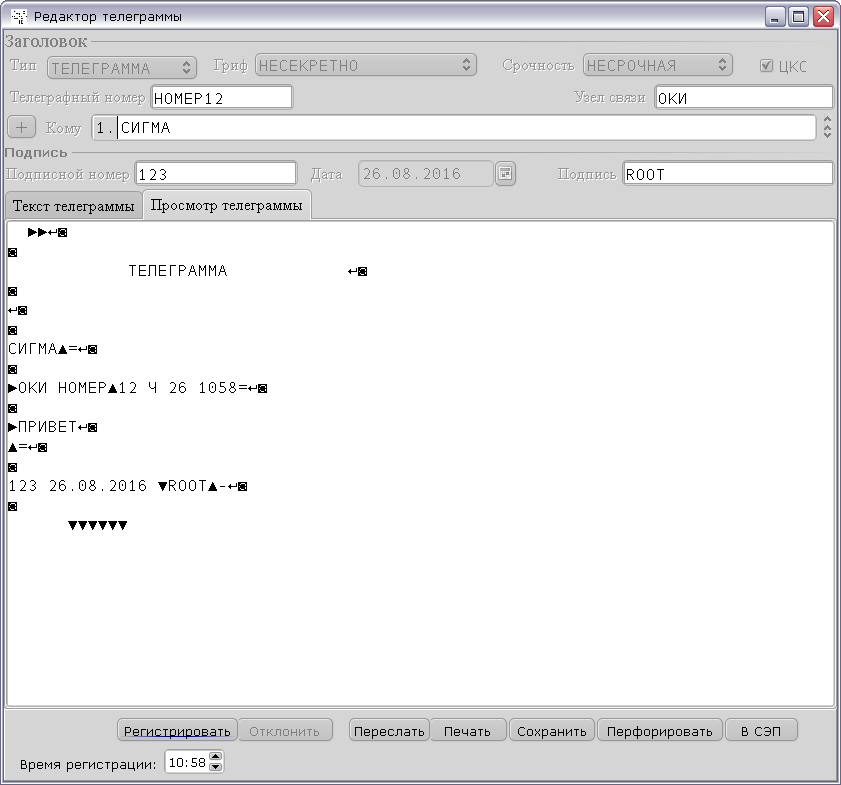 Редактор телеграммы
Заголовок
Тип ТЕЛЕГРАММА Гриф НЕСЕКРЕТНО Срочность НЕСРОЧНАЯ ЦКС
Телеграфный номер НОМЕР12 Узел связи ОКИ
+ Кому 1. СИГМА
Подпись
Подписной номер 123 Дата 26.08.2016 Подпись ROOT
Текст телеграммы Просмотр телеграммы
▶▶↵◙
◙
ТЕЛЕГРАММА ↵◙
◙
↵◙
◙
СИГМА▲=↵◙
◙
▶ОКИ НОМЕР▲12 Ч 26 1058=↵◙
◙
▶ПРИВЕТ↵◙
▲=↵◙
◙
123 26.08.2016 ▼ROOT▲-↵◙
◙
▼▼▼▼▼▼
Регистрировать Отклонить Переслать Печать Сохранить Перфорировать В СЭП
Время регистрации: 10:58